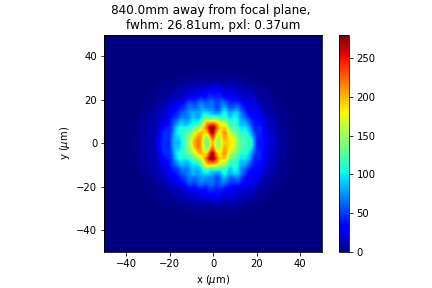 840.0mm away from focal plane,
fwhm: 26.81um, pxl: 0.37um
40
20
0
−20
−40
y (μm)
−40 −20 0 20 40
x (μm)
250
200
150
100
50
0